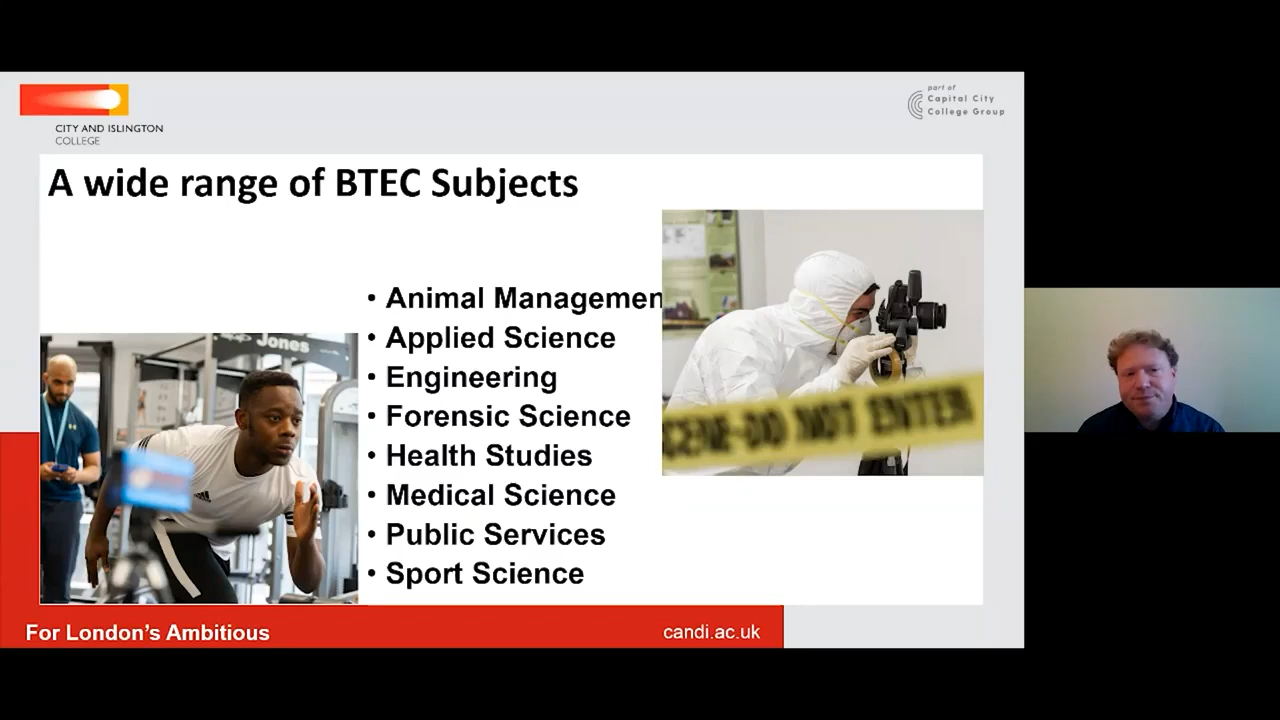 part of
Capital City
College Group
CITY AND ISLINGTON
COLLEGE
A wide range of BTEC Subjects
• Animal Managemen
• Applied Science
• Engineering
• Forensic Science
• Health Studies
• Medical Science
• Public Services
• Sport Science
Jones
CENE-DO NOT ENTER
For London's Ambitious
candi.ac.uk